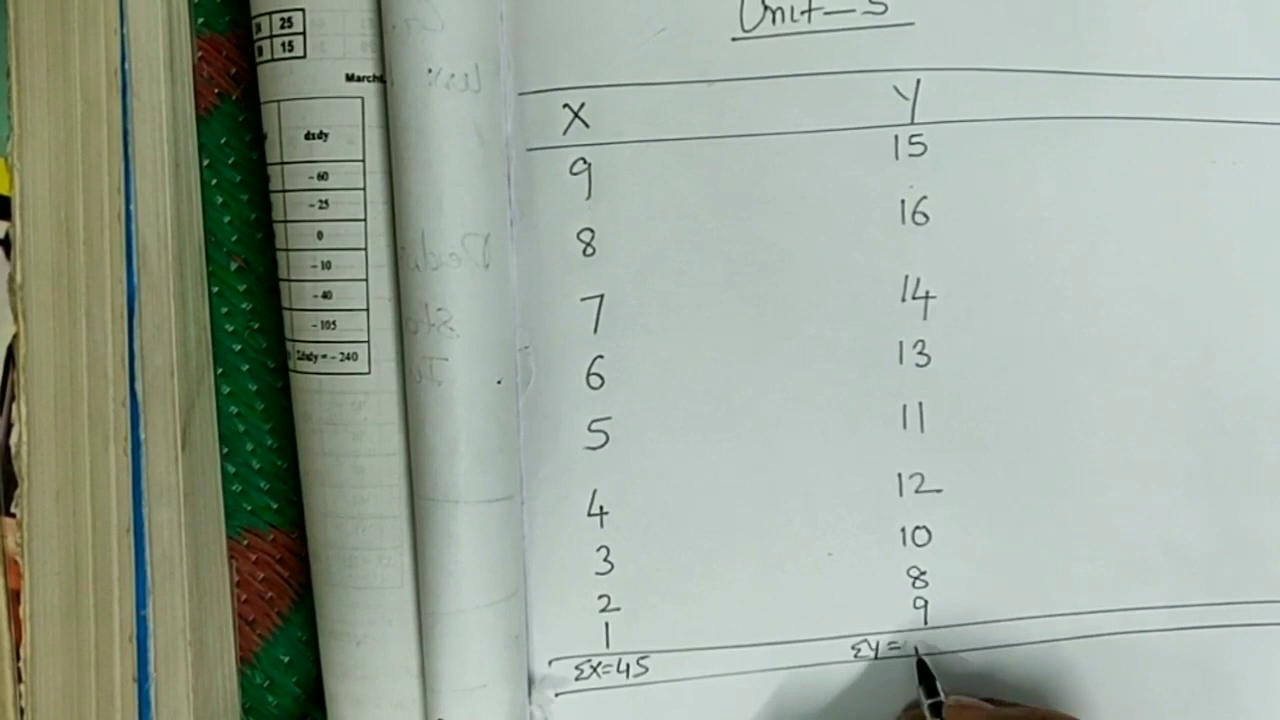 25
15
March
dxdy
-60
-25
0
-10
-40
-105
Σdxdy = -240
Unit-5
X Y
9 15
8 16
7 14
6 13
5 11
4 12
3 10
2 8
1 9
ΣX=45 ΣY=